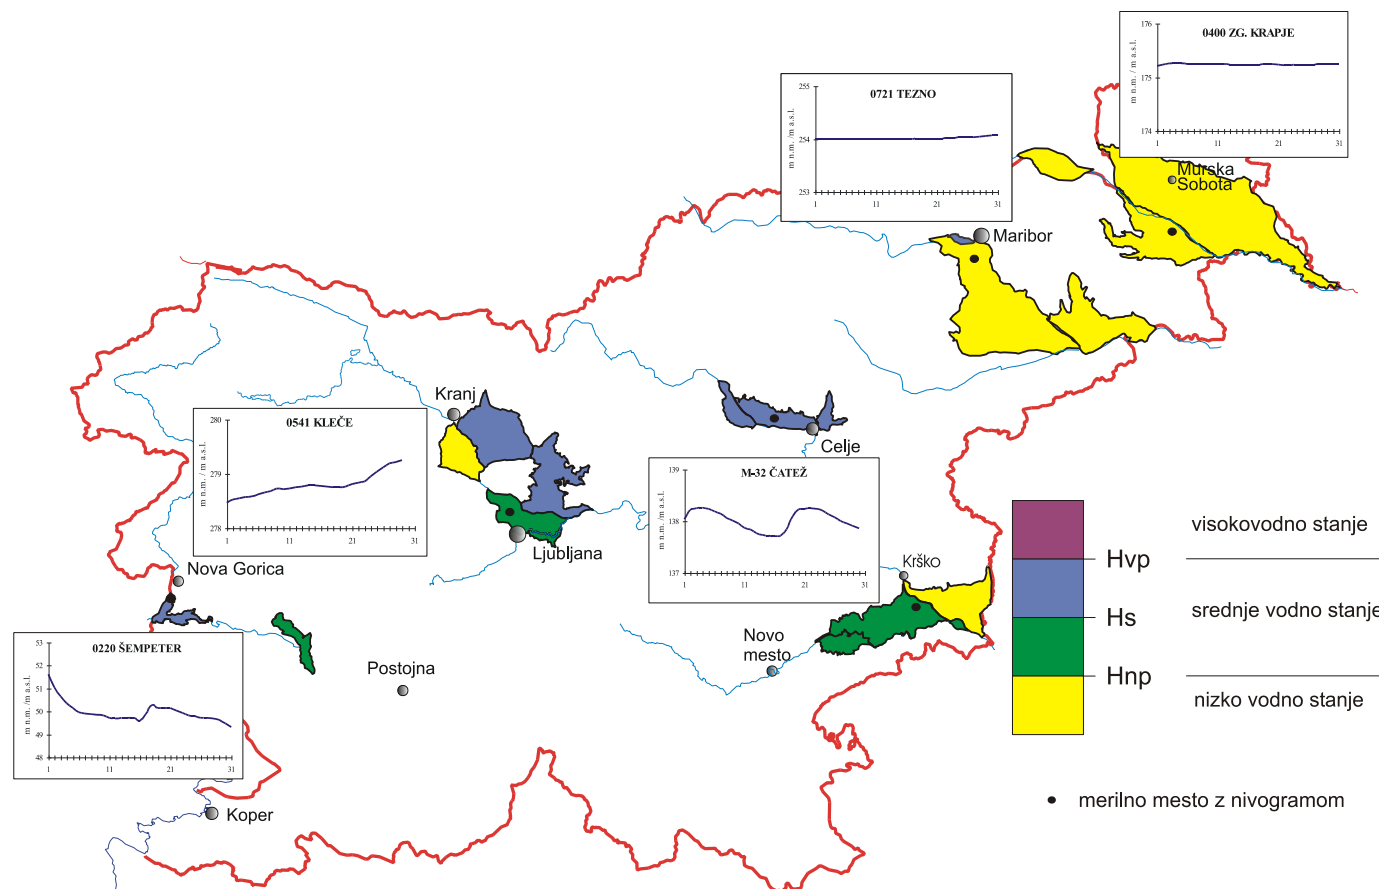 0400 ZG. KRAPJE
m n.m. / m a.s.l.
176
175
174
1
11
21
31
0721 TEZNO
m n.m. /m a.s.l.
255
254
253
1
11
21
31
Murska
Sobota
Maribor
Kranj
0541 KLEČE
m n.m. / m a.s.l.
280
279
278
1
11
21
31
Celje
M-32 ČATEŽ
m n.m. / m a.s.l.
139
138
137
1
11
21
31
Ljubljana
Nova Gorica
Krško
Novo
mesto
Postojna
0220 ŠEMPETER
m n.m. /m a.s.l.
53
52
51
50
49
48
1
11
21
31
Koper
visokovodno stanje
Hvp
srednje vodno stanje
Hs
Hnp
nizko vodno stanje
merilno mesto z nivogramom